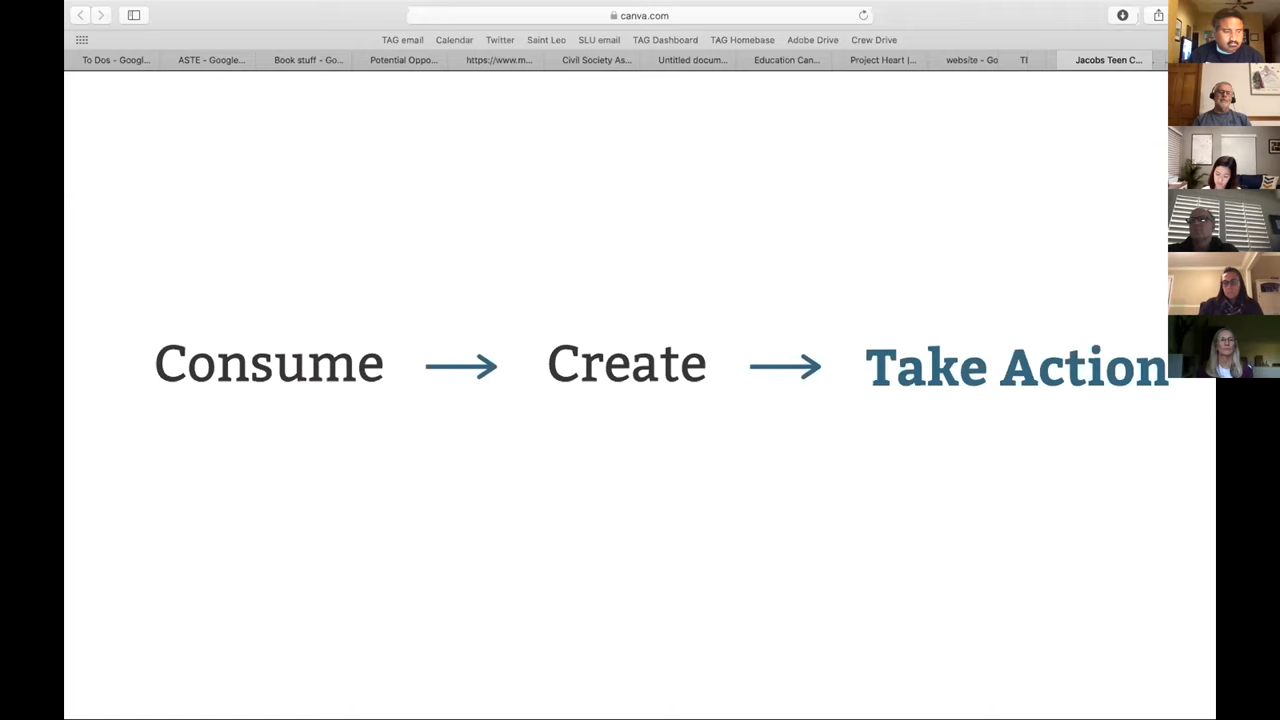 canva.com
TAG email Calendar Twitter Saint Leo SLU email TAG Dashboard TAG Homebase Adobe Drive Crew Drive
To Dos - Googl... ASTE - Google... Book stuff - Go... Potential Oppo... https://www.m... Civil Society As... Untitled docum... Education Can... Project Heart |... website - Go TI Jacobs Teen C...
Consume → Create → Take Action